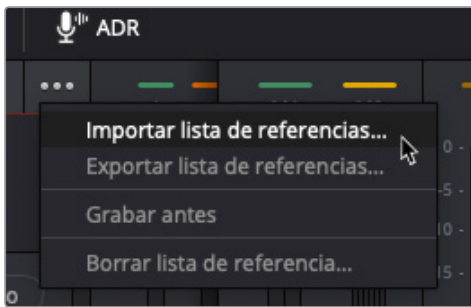 ADR
Importar lista de referencias...
Exportar lista de referencias...
Grabar antes
Borrar lista de referencia...